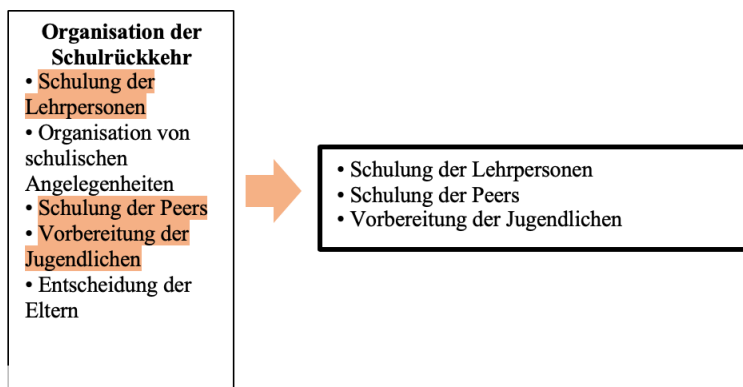 Organisation der
Schulrückkehr
• Schulung der
Lehrpersonen
• Organisation von
schulischen
Angelegenheiten
• Schulung der Peers
• Vorbereitung der
Jugendlichen
• Entscheidung der
Eltern
• Schulung der Lehrpersonen
• Schulung der Peers
• Vorbereitung der Jugendlichen